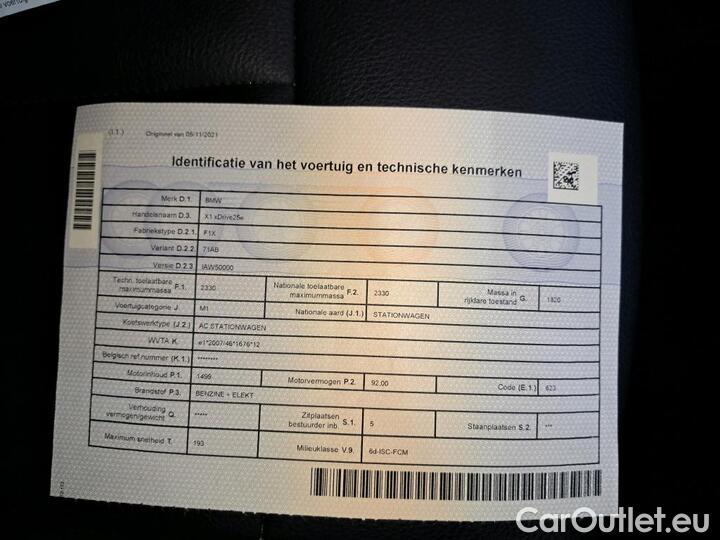 voertuig
(I.1.) Origineel van 05/11/2021
Identificatie van het voertuig en technische kenmerken
Merk D.1. BMW
Handelsnaam D.3. X1 xDrive25e
Fabriekstype D.2.1. F1X
Variant D.2.2. 71AB
Versie D.2.3 IAW50000
Techn. toelaatbare maximummassa F.1. 2330 Nationale toelaatbare maximummassa F.2. 2330 Massa in rijklare toestand G. 1820
Voertuigcategorie J. M1 Nationale aard (J.1.) STATIONWAGEN
Koetswerktype (J.2.) AC STATIONWAGEN
WVTA K. e1*2007/46*1676*12
Belgisch ref.nummer (K.1.) ********
Motorinhoud P.1. 1499 Motorvermogen P.2. 92,00 Code (E.1.) 623
Brandstof P.3. BENZINE + ELEKT
Verhouding vermogen/gewicht Q. ***** Zitplaatsen bestuurder inb. S.1. 5 Staanplaatsen S.2. ***
Maximum snelheid T. 193 Milieuklasse V.9. 6d-ISC-FCM
CarOutlet.eu